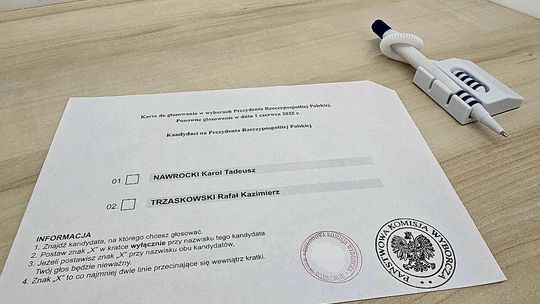 Karta do głosowania w wyborach Prezydenta Rzeczypospolitej Polskiej.
Ponowne głosowanie w dniu 1 czerwca 2025 r.
Kandydaci na Prezydenta Rzeczypospolitej Polskiej
01. NAWROCKI Karol Tadeusz
02. TRZASKOWSKI Rafał Kazimierz
INFORMACJA
1. Znajdź kandydata, na którego chcesz głosować.
2. Postaw znak „X” w kratce wyłącznie przy nazwisku tego kandydata.
3. Jeżeli postawisz znak „X” przy nazwisku obu kandydatów,
Twój głos będzie nieważny.
4. Znak „X” to co najmniej dwie linie przecinające się wewnątrz kratki.
KOMISJA WYBORCZA
PAŃSTWOWA KOMISJA WYBORCZA